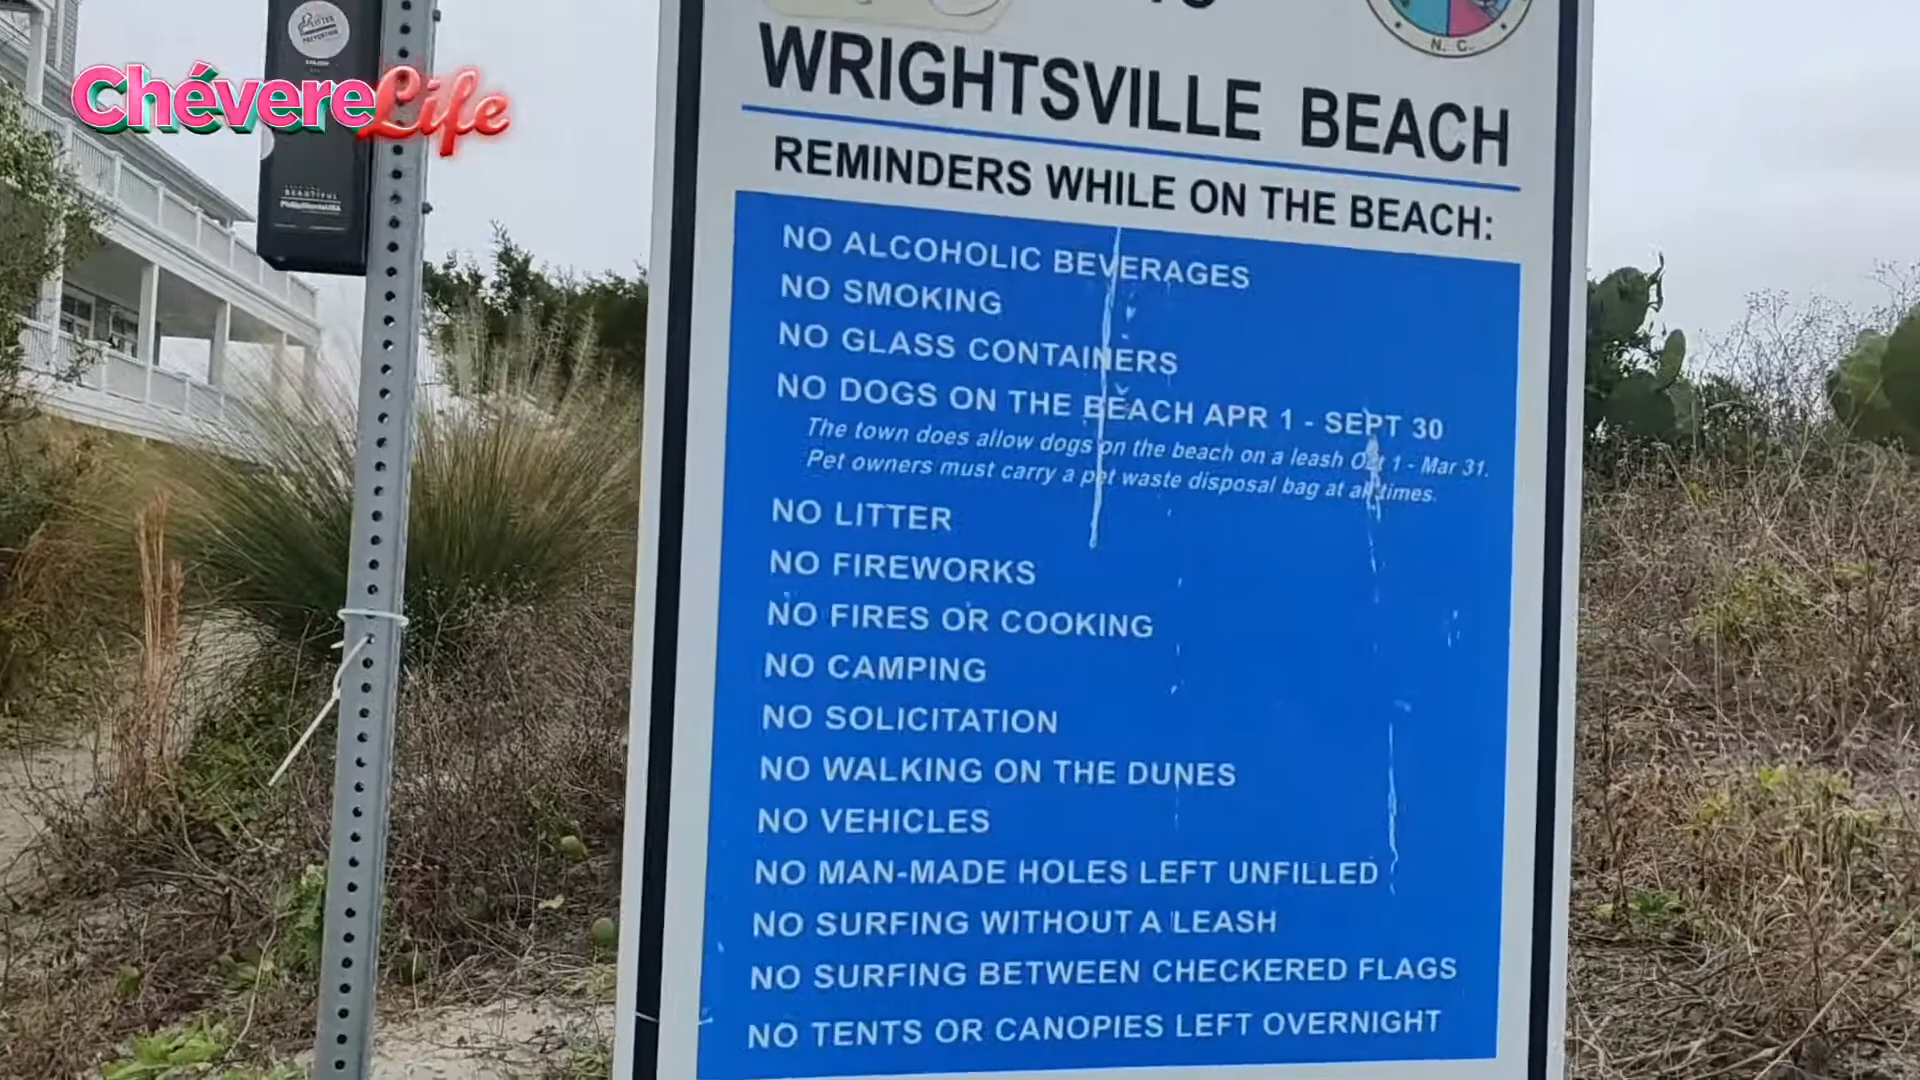 ChévereLife
LITTER
PREVENTION
BEAUTIFUL
N. C.
WRIGHTSVILLE BEACH
REMINDERS WHILE ON THE BEACH:
NO ALCOHOLIC BEVERAGES
NO SMOKING
NO GLASS CONTAINERS
NO DOGS ON THE BEACH APR 1 - SEPT 30
The town does allow dogs on the beach on a leash Oct 1 - Mar 31.
Pet owners must carry a pet waste disposal bag at all times.
NO LITTER
NO FIREWORKS
NO FIRES OR COOKING
NO CAMPING
NO SOLICITATION
NO WALKING ON THE DUNES
NO VEHICLES
NO MAN-MADE HOLES LEFT UNFILLED
NO SURFING WITHOUT A LEASH
NO SURFING BETWEEN CHECKERED FLAGS
NO TENTS OR CANOPIES LEFT OVERNIGHT